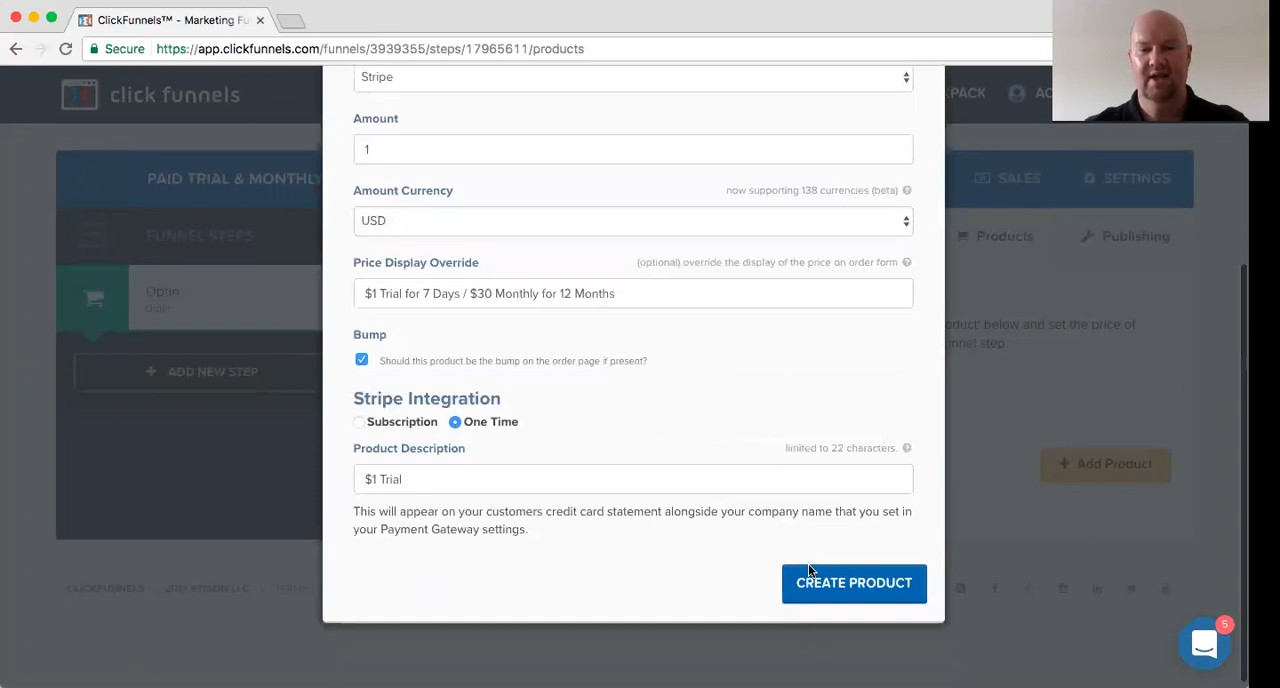 ClickFunnels™ - Marketing Fu
Secure https://app.clickfunnels.com/funnels/3939355/steps/17965611/products
click funnels
PACK AC
Stripe
Amount
1
Amount Currency now supporting 138 currencies (beta)
USD
PAID TRIAL & MONTHLY
SALES SETTINGS
FUNNEL STEPS
Products Publishing
Price Display Override (optional) override the display of the price on order form
$1 Trial for 7 Days / $30 Monthly for 12 Months
Optin
Order
oduct' below and set the price of
nnel step.
Bump
Should this product be the bump on the order page if present?
+ ADD NEW STEP
Stripe Integration
Subscription One Time
Product Description limited to 22 characters.
$1 Trial
+ Add Product
This will appear on your customers credit card statement alongside your company name that you set in
your Payment Gateway settings.
CREATE PRODUCT
CLICKFUNNELS © 2017 ETISON LLC TERMS
5